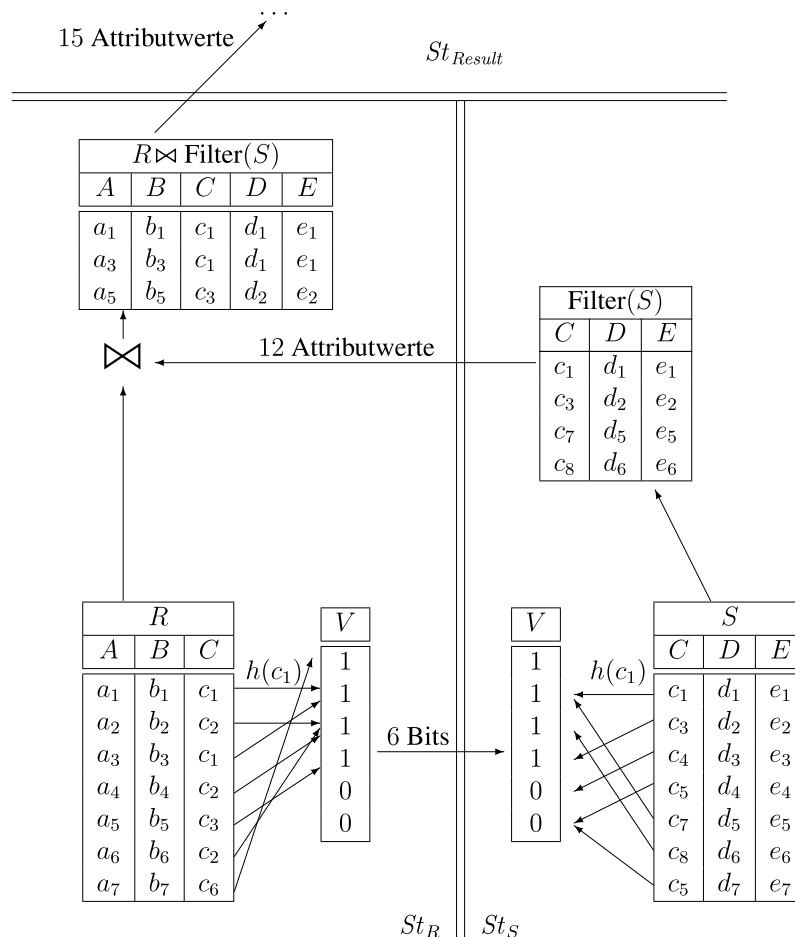 ...
15 Attributwerte
St_Result
R ⋈ Filter(S)
A B C D E
a₁ b₁ c₁ d₁ e₁
a₃ b₃ c₁ d₁ e₁
a₅ b₅ c₃ d₂ e₂
Filter(S)
C D E
c₁ d₁ e₁
c₃ d₂ e₂
c₇ d₅ e₅
c₈ d₆ e₆
⋈
12 Attributwerte
R
A B C
a₁ b₁ c₁
a₂ b₂ c₂
a₃ b₃ c₁
a₄ b₄ c₂
a₅ b₅ c₃
a₆ b₆ c₂
a₇ b₇ c₆
h(c₁)
V
1
1
1
1
0
0
6 Bits
V
1
1
1
1
0
0
h(c₁)
S
C D E
c₁ d₁ e₁
c₃ d₂ e₂
c₄ d₃ e₃
c₅ d₄ e₄
c₇ d₅ e₅
c₈ d₆ e₆
c₅ d₇ e₇
St_R
St_S